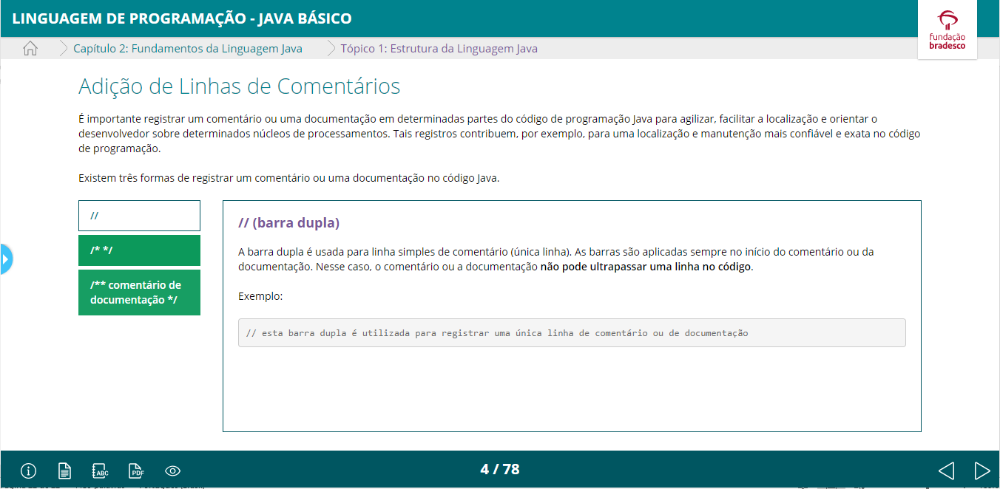 LINGUAGEM DE PROGRAMAÇÃO - JAVA BÁSICO
fundação
bradesco
Capítulo 2: Fundamentos da Linguagem Java
Tópico 1: Estrutura da Linguagem Java
Adição de Linhas de Comentários
É importante registrar um comentário ou uma documentação em determinadas partes do código de programação Java para agilizar, facilitar a localização e orientar o
desenvolvedor sobre determinados núcleos de processamentos. Tais registros contribuem, por exemplo, para uma localização e manutenção mais confiável e exata no código
de programação.
Existem três formas de registrar um comentário ou uma documentação no código Java.
//
/* */
/** comentário de
documentação */
// (barra dupla)
A barra dupla é usada para linha simples de comentário (única linha). As barras são aplicadas sempre no início do comentário ou da
documentação. Nesse caso, o comentário ou a documentação não pode ultrapassar uma linha no código.
Exemplo:
// esta barra dupla é utilizada para registrar uma única linha de comentário ou de documentação
ABC
PDF
4 / 78